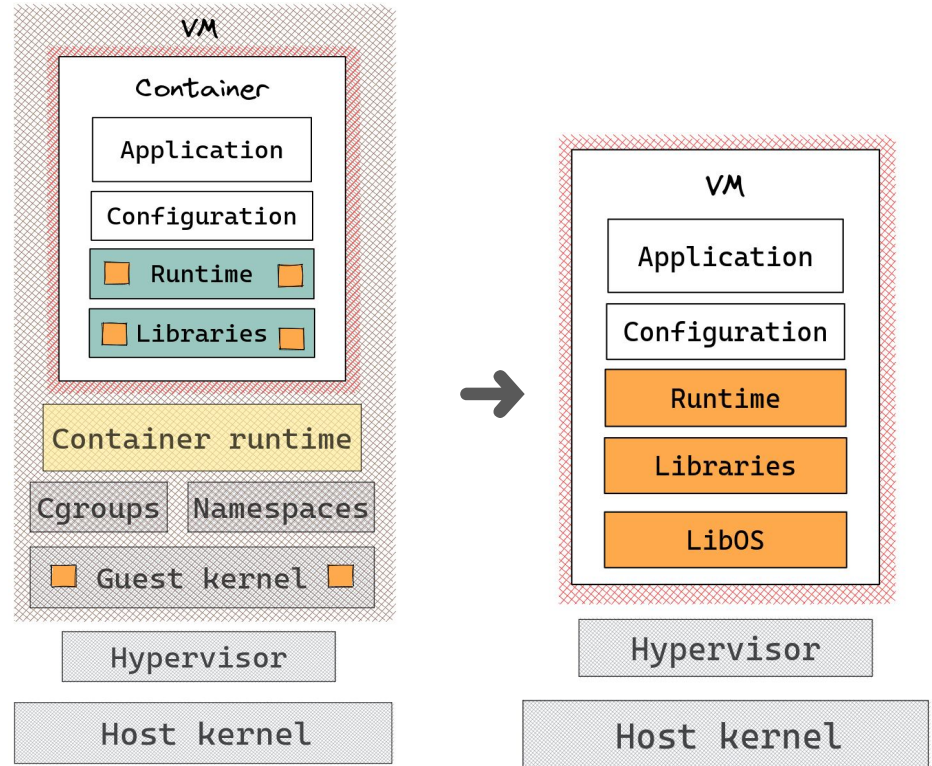 VM
Container
Application
Configuration
Runtime
Libraries
Container runtime
Cgroups Namespaces
Guest kernel
Hypervisor
Host kernel
VM
Application
Configuration
Runtime
Libraries
LibOS
Hypervisor
Host kernel